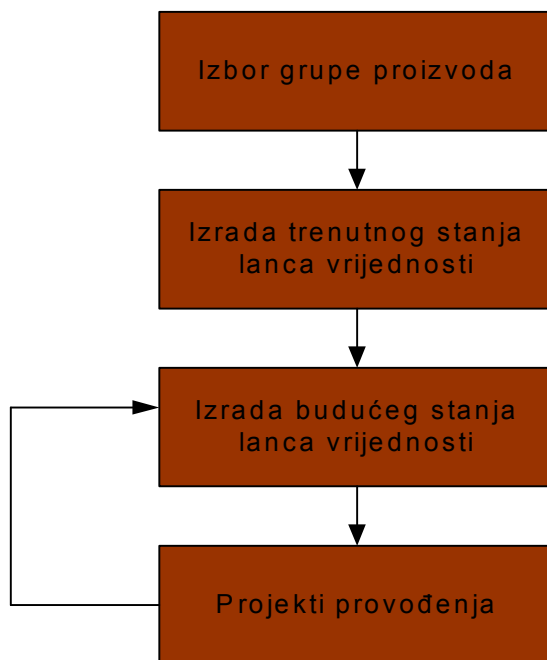 Izbor grupe proizvoda
Izrada trenutnog stanja
lanca vrijednosti
Izrada budućeg stanja
lanca vrijednosti
Projekti provođenja